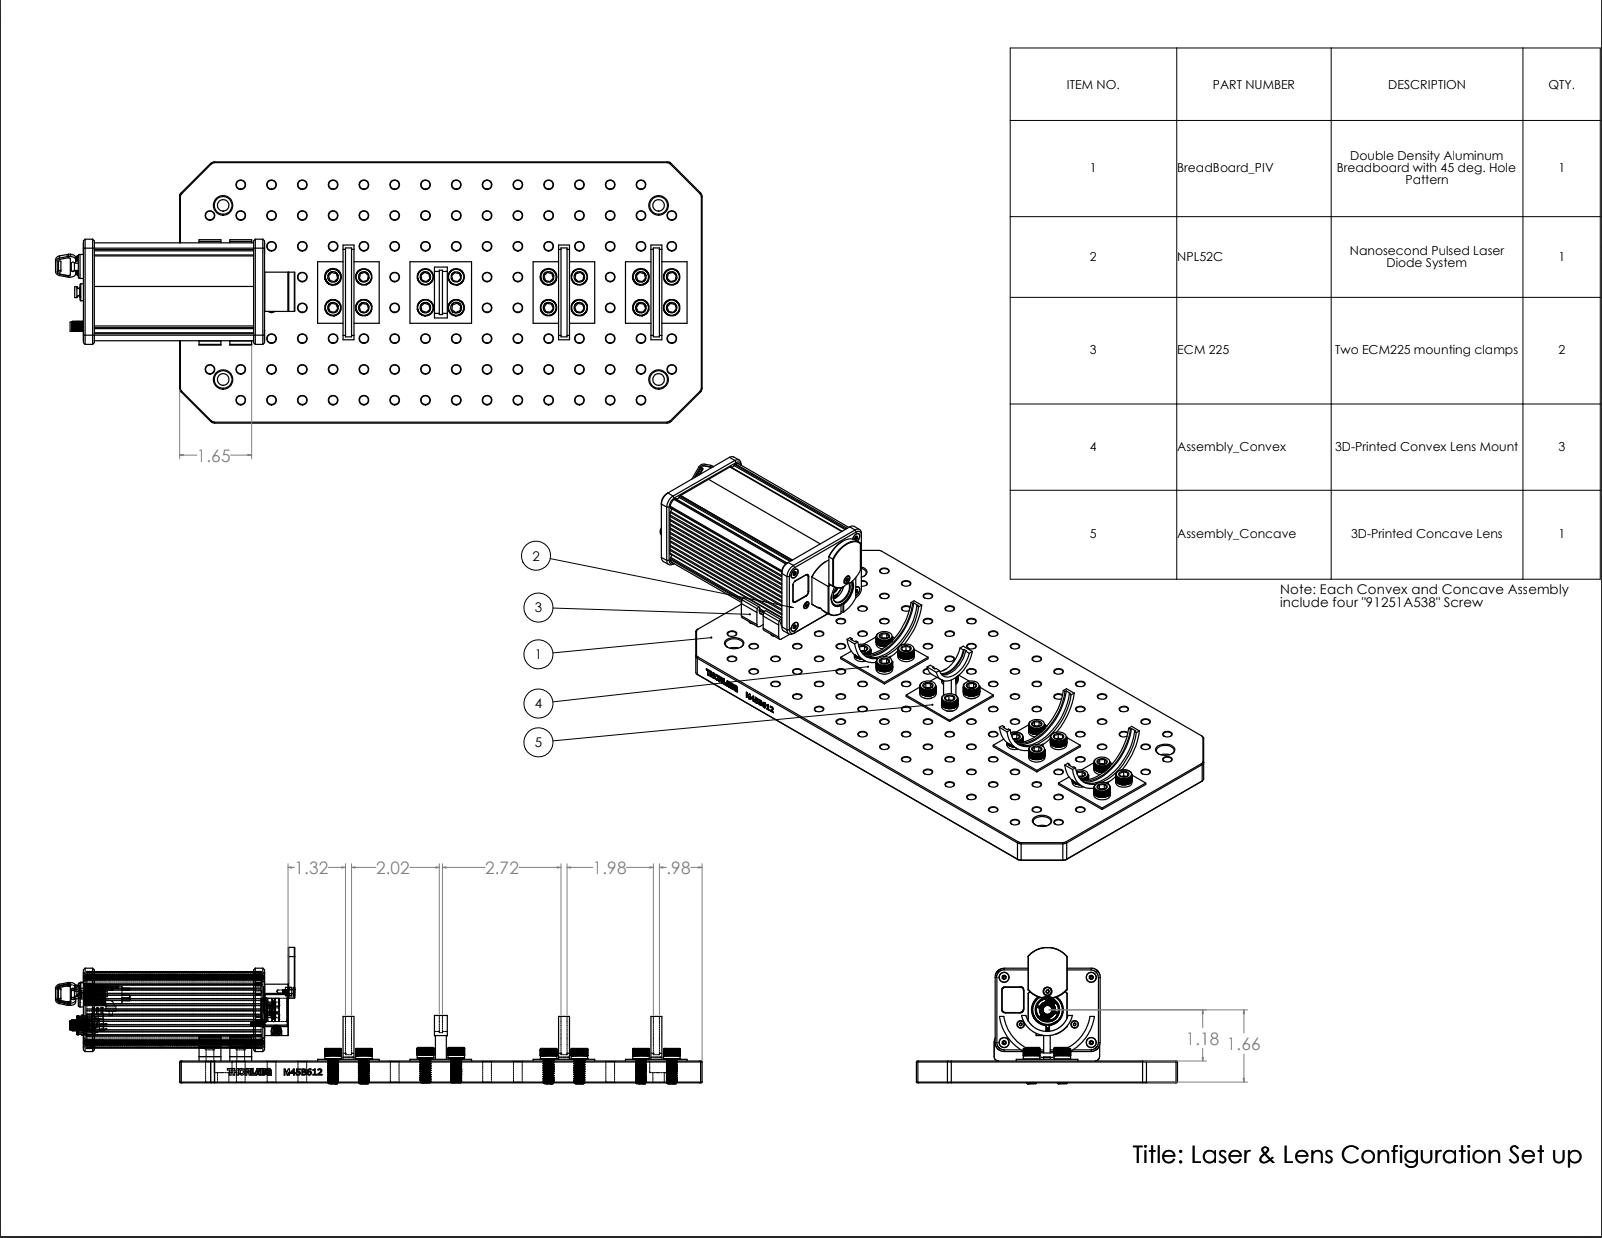 ITEM NO. PART NUMBER DESCRIPTION QTY.
1 BreadBoard_PIV Double Density Aluminum
Breadboard with 45 deg. Hole
Pattern 1
2 NPL52C Nanosecond Pulsed Laser
Diode System 1
3 ECM 225 Two ECM225 mounting clamps 2
4 Assembly_Convex 3D-Printed Convex Lens Mount 3
5 Assembly_Concave 3D-Printed Concave Lens 1
Note: Each Convex and Concave Assembly
include four "91251A538" Screw
1.65
2
3
1
4
5
1.32 2.02 2.72 1.98 .98
1.18 1.66
Title: Laser & Lens Configuration Set up